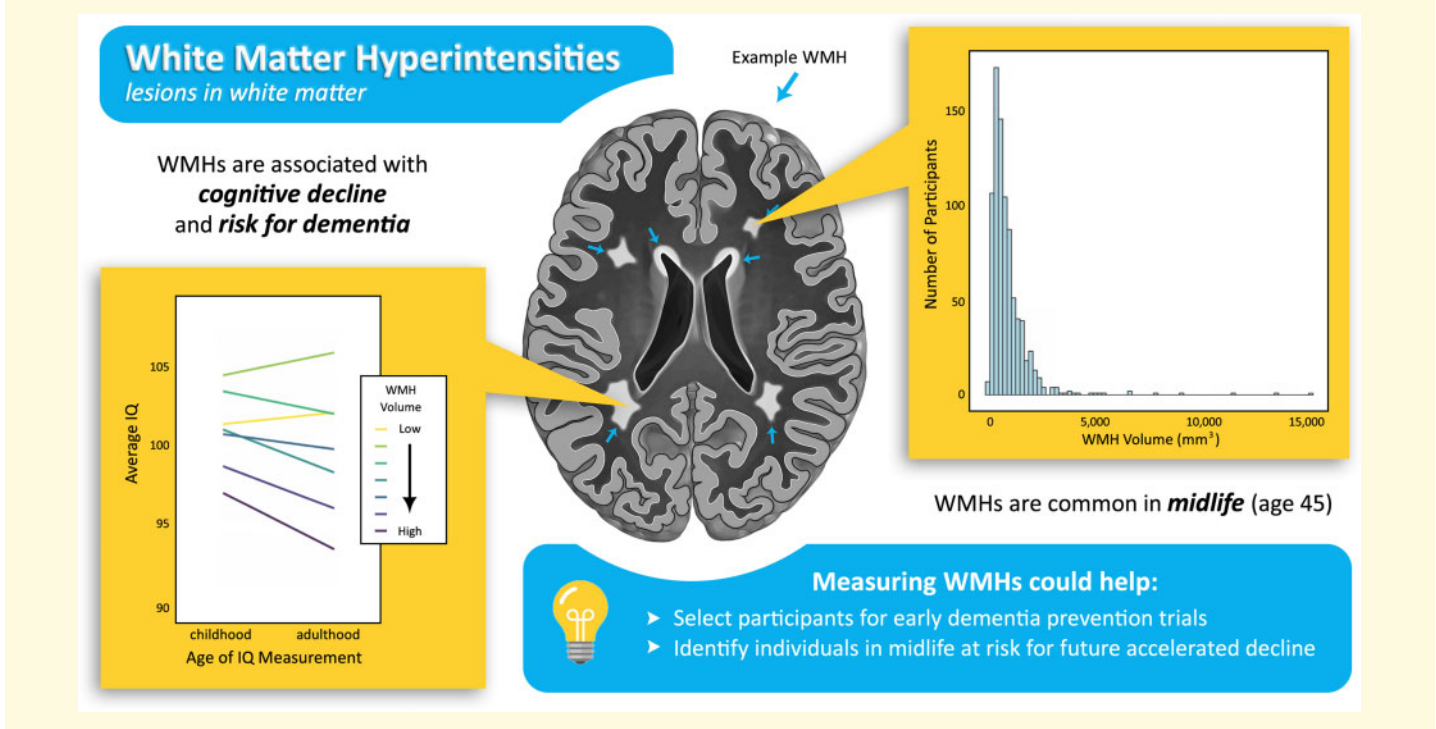 White Matter Hyperintensities
lesions in white matter
WMHs are associated with
cognitive decline
and risk for dementia
Example WMH
Number of Participants
150
100
50
0
0
5,000
10,000
15,000
WMH Volume (mm³)
WMHs are common in midlife (age 45)
Average IQ
105
100
95
90
childhood
adulthood
Age of IQ Measurement
WMH
Volume
Low
High
Measuring WMHs could help:
➤ Select participants for early dementia prevention trials
➤ Identify individuals in midlife at risk for future accelerated decline